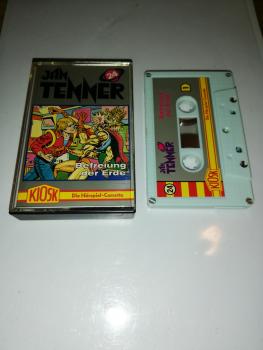 JAN
TENNER
24
Befreiung
der Erde
KIOSK
Die Hörspiel-Cassette
JAN
TENNER
24
KIOSK